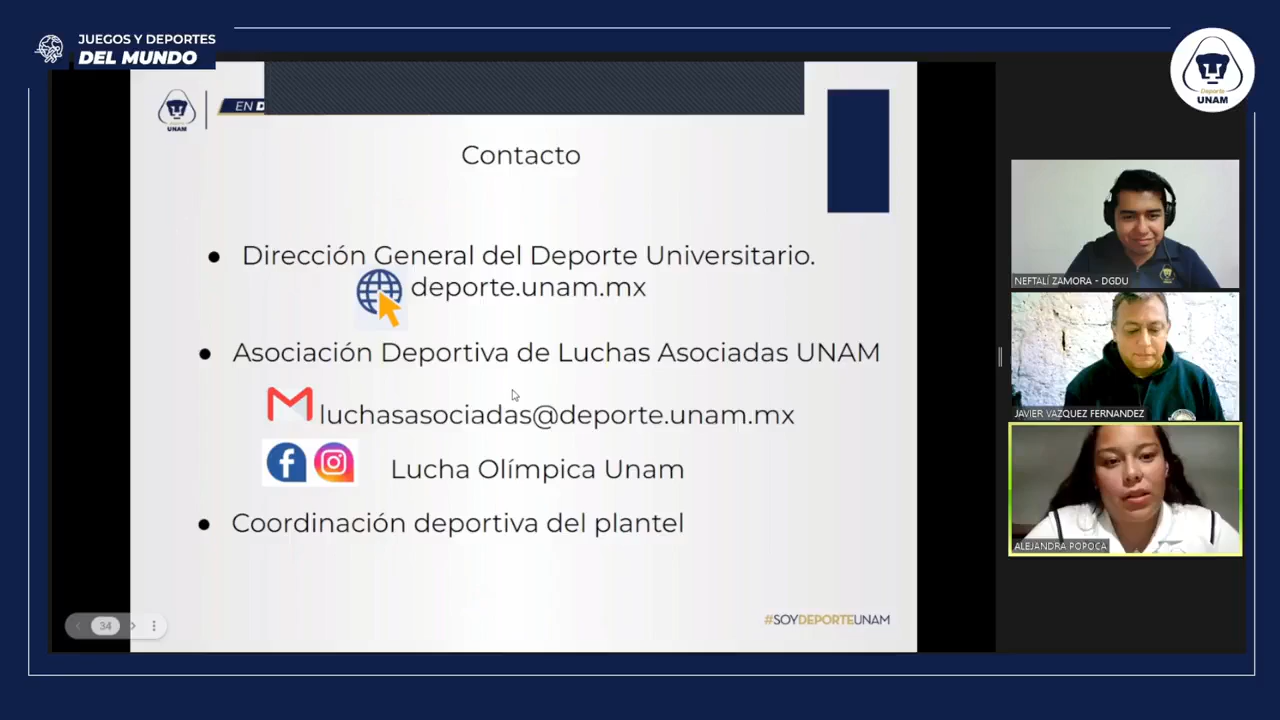 JUEGOS Y DEPORTES
DEL MUNDO
Deporte
UNAM
UNAM
EN D
Contacto
● Dirección General del Deporte Universitario.
deporte.unam.mx
● Asociación Deportiva de Luchas Asociadas UNAM
luchasasociadas@deporte.unam.mx
Lucha Olímpica Unam
● Coordinación deportiva del plantel
#SOYDEPORTEUNAM
34
NEFTALÍ ZAMORA - DGDU
JAVIER VAZQUEZ FERNANDEZ
ALEJANDRA POPOCA